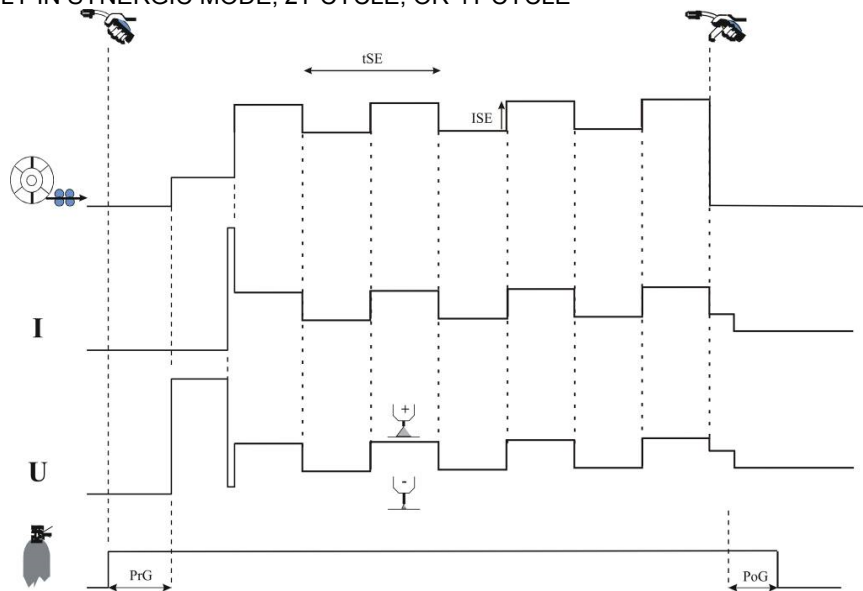 IN SYNERGIC MODE, 2T CYCLE, OR 4T CYCLE
tSE
ISE
I
+
U
-
PrG
PoG